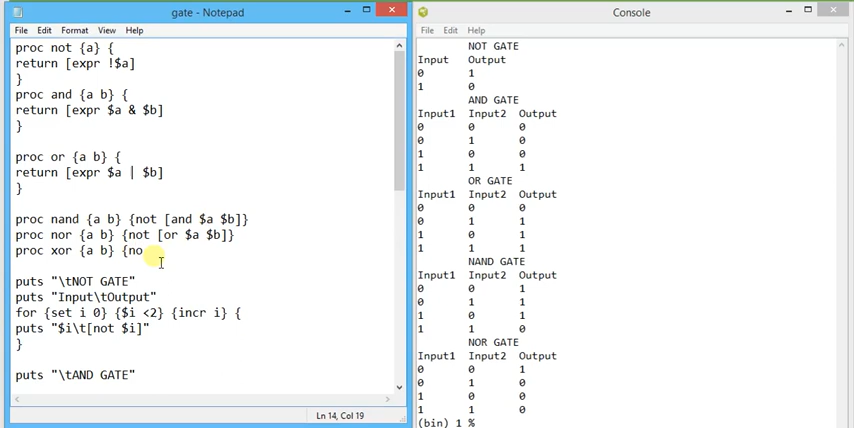 gate - Notepad
File Edit Format View Help
proc not {a} {
return [expr !$a]
}
proc and {a b} {
return [expr $a & $b]
}
proc or {a b} {
return [expr $a | $b]
}
proc nand {a b} {not [and $a $b]}
proc nor {a b} {not [or $a $b]}
proc xor {a b} {no
puts "\tNOT GATE"
puts "Input\tOutput"
for {set i 0} {$i <2} {incr i} {
puts "$i\t[not $i]"
}
puts "\tAND GATE"
Ln 14, Col 19
Console
File Edit Help
NOT GATE
Input Output
0 1
1 0
AND GATE
Input1 Input2 Output
0 0 0
0 1 0
1 0 0
1 1 1
OR GATE
Input1 Input2 Output
0 0 0
0 1 1
1 0 1
1 1 1
NAND GATE
Input1 Input2 Output
0 0 1
0 1 1
1 0 1
1 1 0
NOR GATE
Input1 Input2 Output
0 0 1
0 1 0
1 0 0
1 1 0
(bin) 1 %